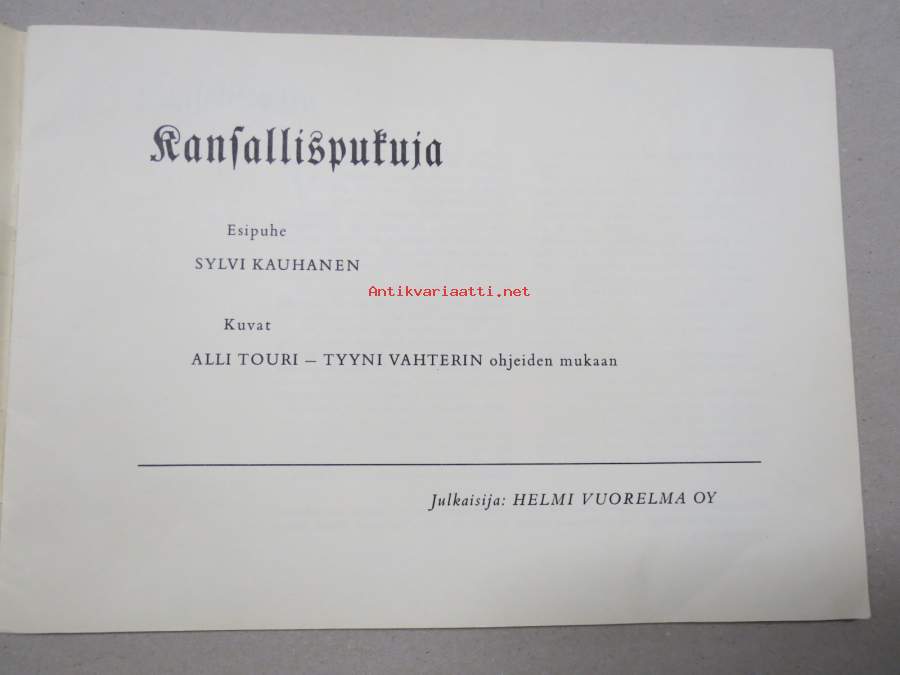 Kansallispukuja
Esipuhe
SYLVI KAUHANEN
Antikvariaatti.net
Kuvat
ALLI TOURI – TYYNI VAHTERIN ohjeiden mukaan
Julkaisija: HELMI VUORELMA OY